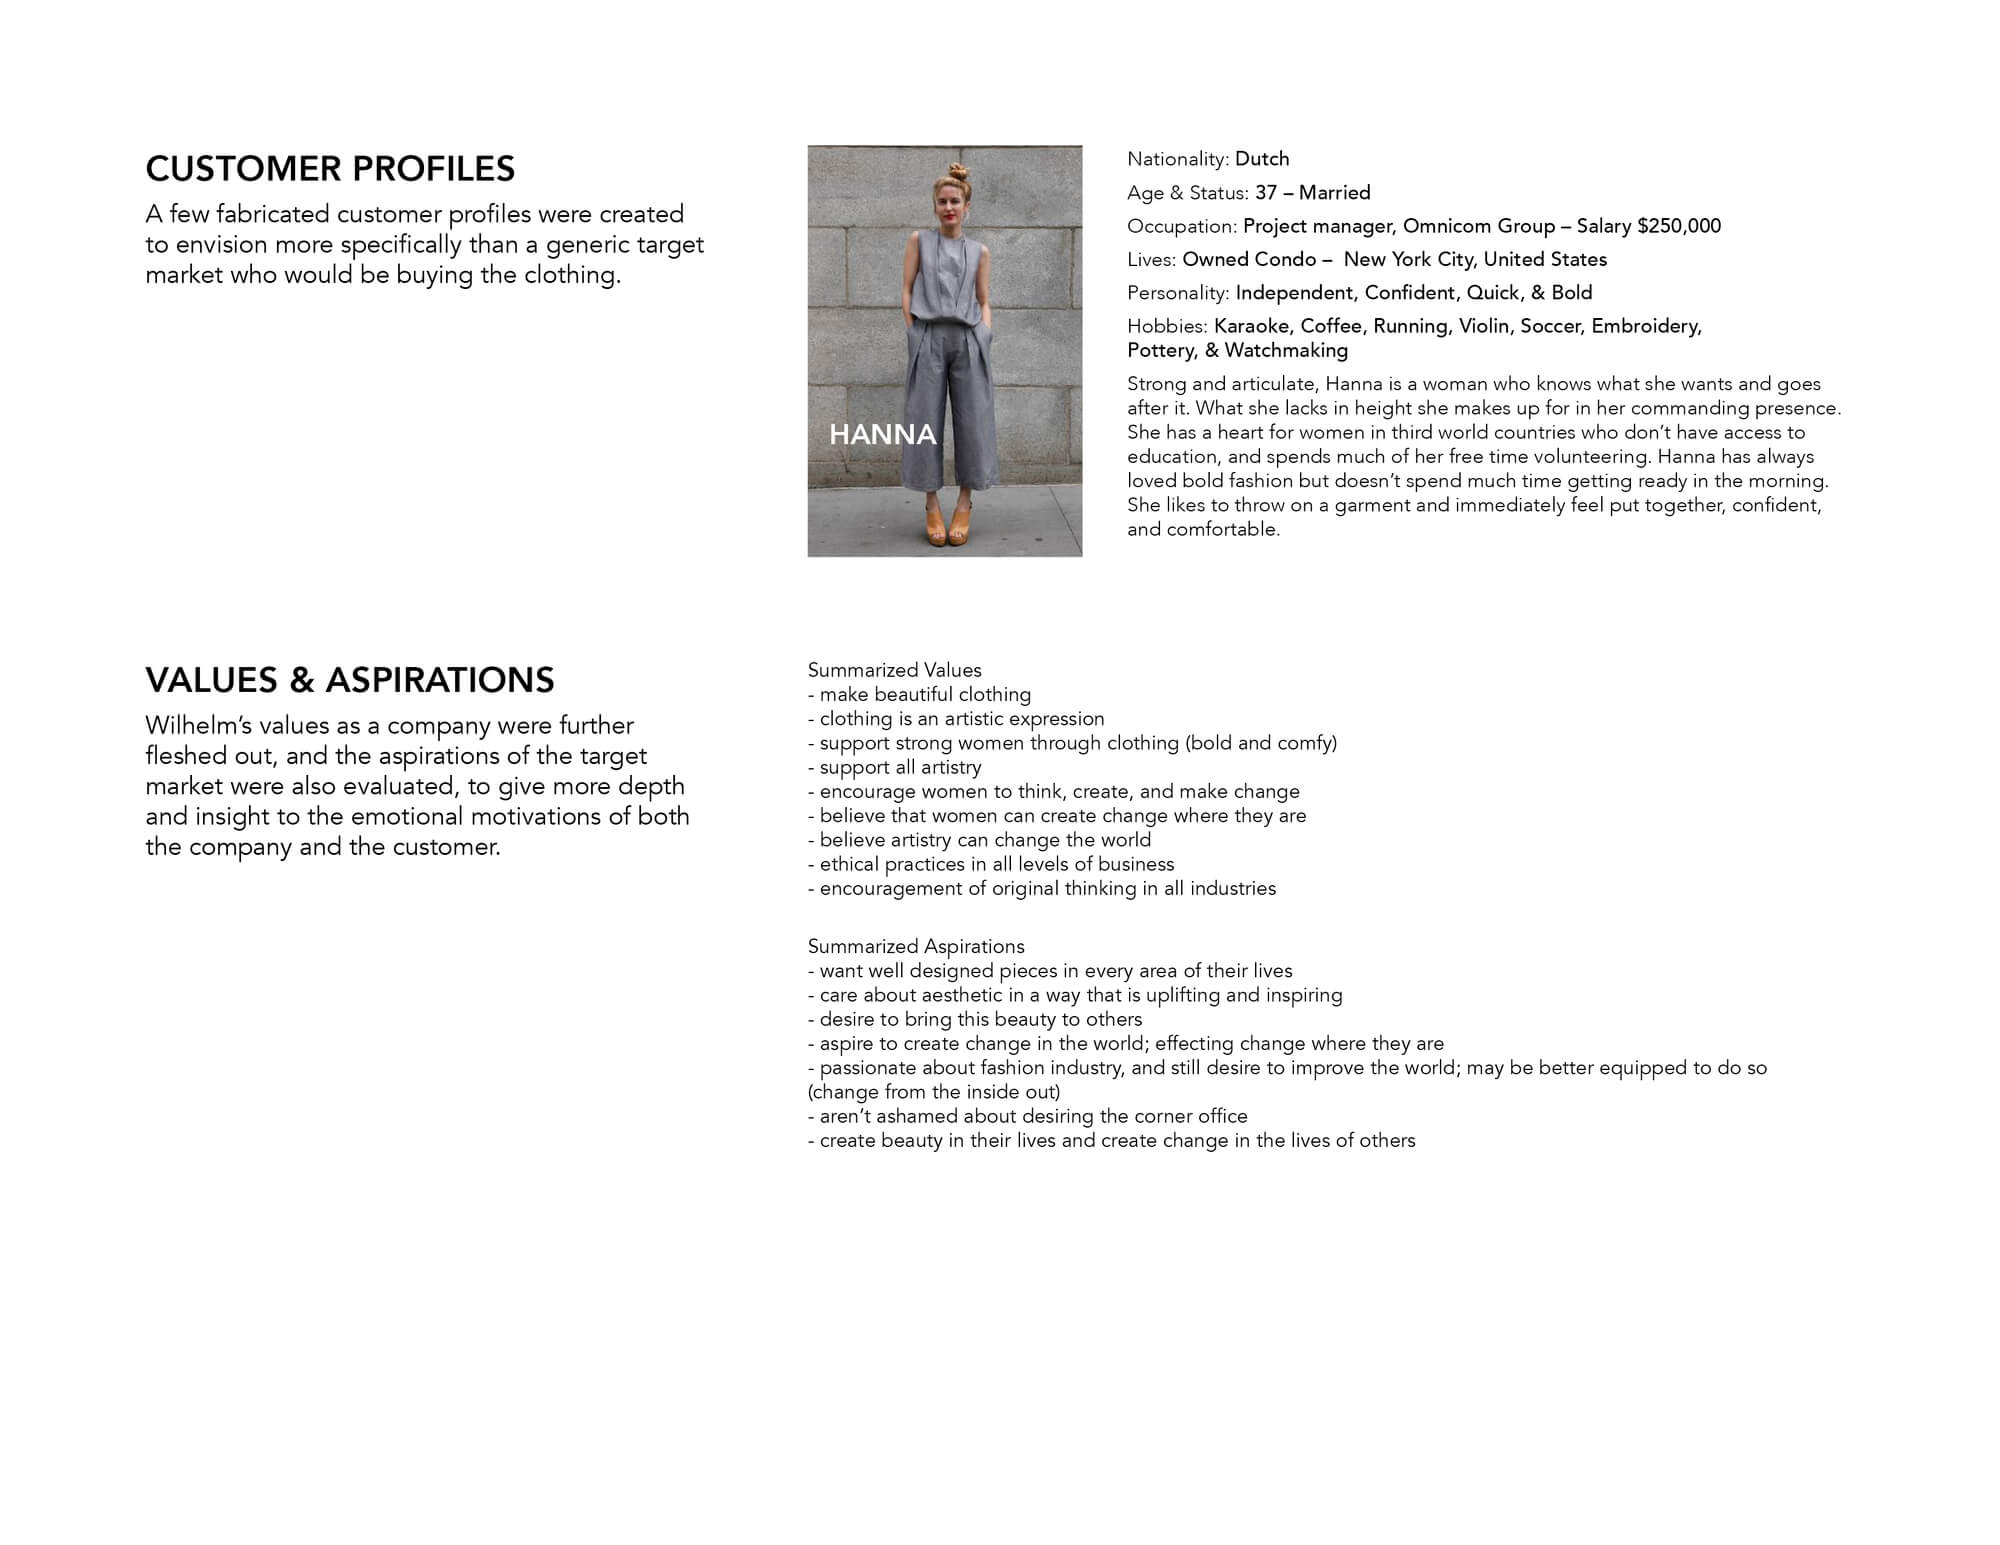 CUSTOMER PROFILES
A few fabricated customer profiles were created
to envision more specifically than a generic target
market who would be buying the clothing.
HANNA
Nationality: Dutch
Age & Status: 37 – Married
Occupation: Project manager, Omnicom Group – Salary $250,000
Lives: Owned Condo –  New York City, United States
Personality: Independent, Confident, Quick, & Bold
Hobbies: Karaoke, Coffee, Running, Violin, Soccer, Embroidery,
Pottery, & Watchmaking
Strong and articulate, Hanna is a woman who knows what she wants and goes
after it. What she lacks in height she makes up for in her commanding presence.
She has a heart for women in third world countries who don’t have access to
education, and spends much of her free time volunteering. Hanna has always
loved bold fashion but doesn’t spend much time getting ready in the morning.
She likes to throw on a garment and immediately feel put together, confident,
and comfortable.
VALUES & ASPIRATIONS
Wilhelm’s values as a company were further
fleshed out, and the aspirations of the target
market were also evaluated, to give more depth
and insight to the emotional motivations of both
the company and the customer.
Summarized Values
- make beautiful clothing
- clothing is an artistic expression
- support strong women through clothing (bold and comfy)
- support all artistry
- encourage women to think, create, and make change
- believe that women can create change where they are
- believe artistry can change the world
- ethical practices in all levels of business
- encouragement of original thinking in all industries
Summarized Aspirations
- want well designed pieces in every area of their lives
- care about aesthetic in a way that is uplifting and inspiring
- desire to bring this beauty to others
- aspire to create change in the world; effecting change where they are
- passionate about fashion industry, and still desire to improve the world; may be better equipped to do so
(change from the inside out)
- aren’t ashamed about desiring the corner office
- create beauty in their lives and create change in the lives of others